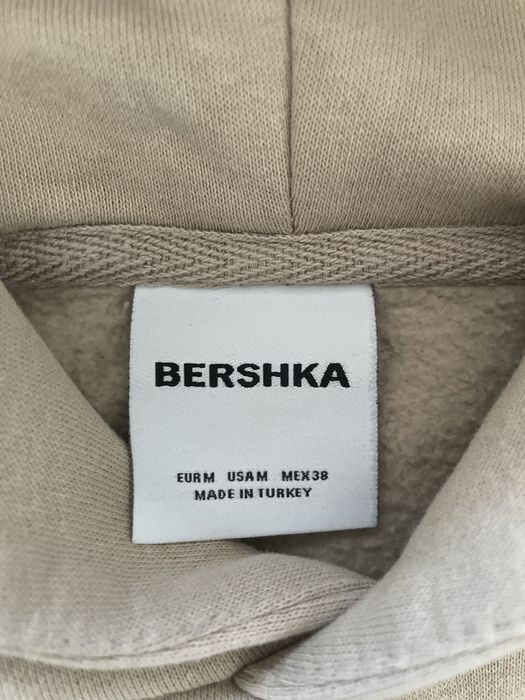 BERSHKA
EUR M USA M MEX 38
MADE IN TURKEY